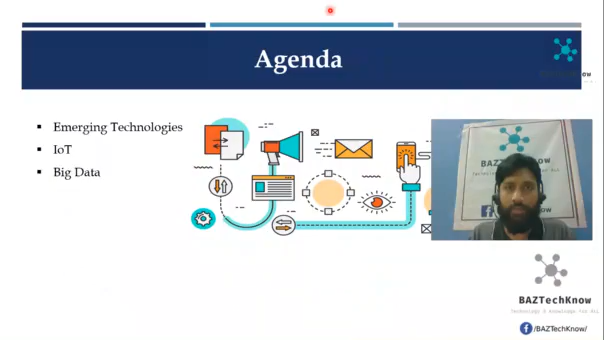 Agenda
▪ Emerging Technologies
▪ IoT
▪ Big Data
BAZTechKnow
BAZTechKnow
Technology & Knowledge For All
/BAZTechKnow/